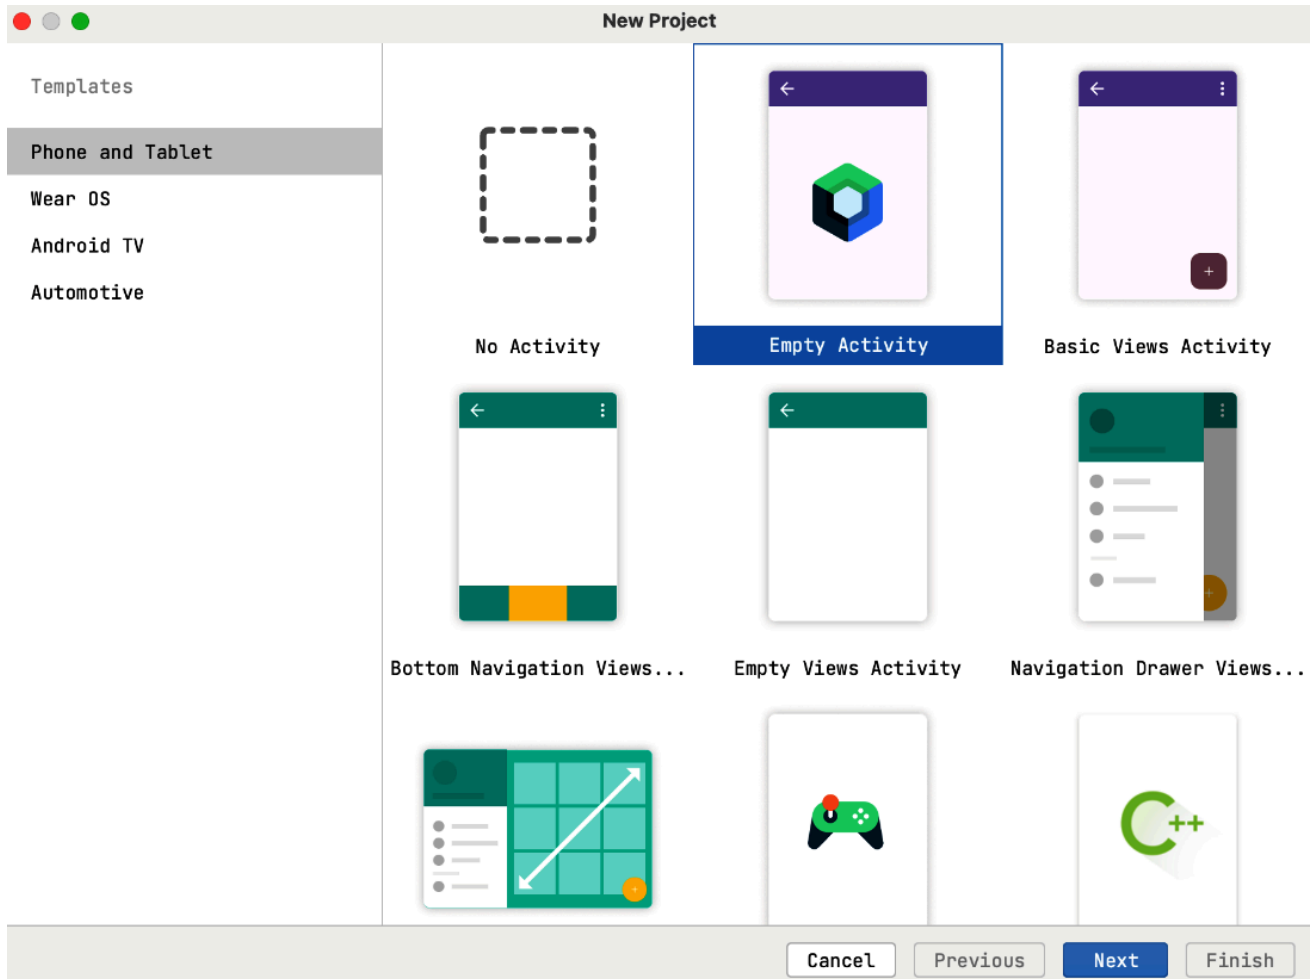 New Project
Templates
Phone and Tablet
Wear OS
Android TV
Automotive
No Activity
Empty Activity
Basic Views Activity
Bottom Navigation Views...
Empty Views Activity
Navigation Drawer Views...
C++
Cancel
Previous
Next
Finish